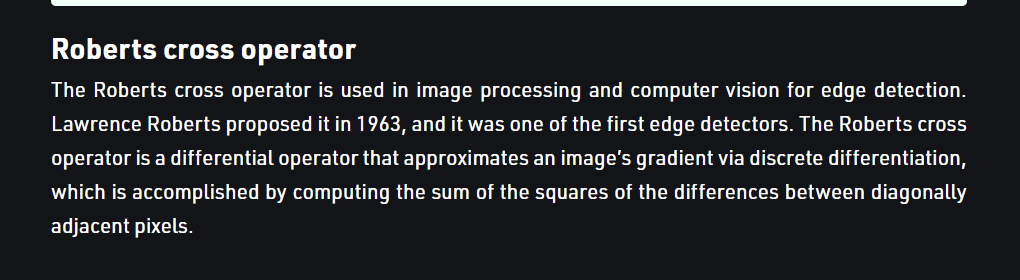 Roberts cross operator
The Roberts cross operator is used in image processing and computer vision for edge detection.
Lawrence Roberts proposed it in 1963, and it was one of the first edge detectors. The Roberts cross
operator is a differential operator that approximates an image's gradient via discrete differentiation,
which is accomplished by computing the sum of the squares of the differences between diagonally
adjacent pixels.